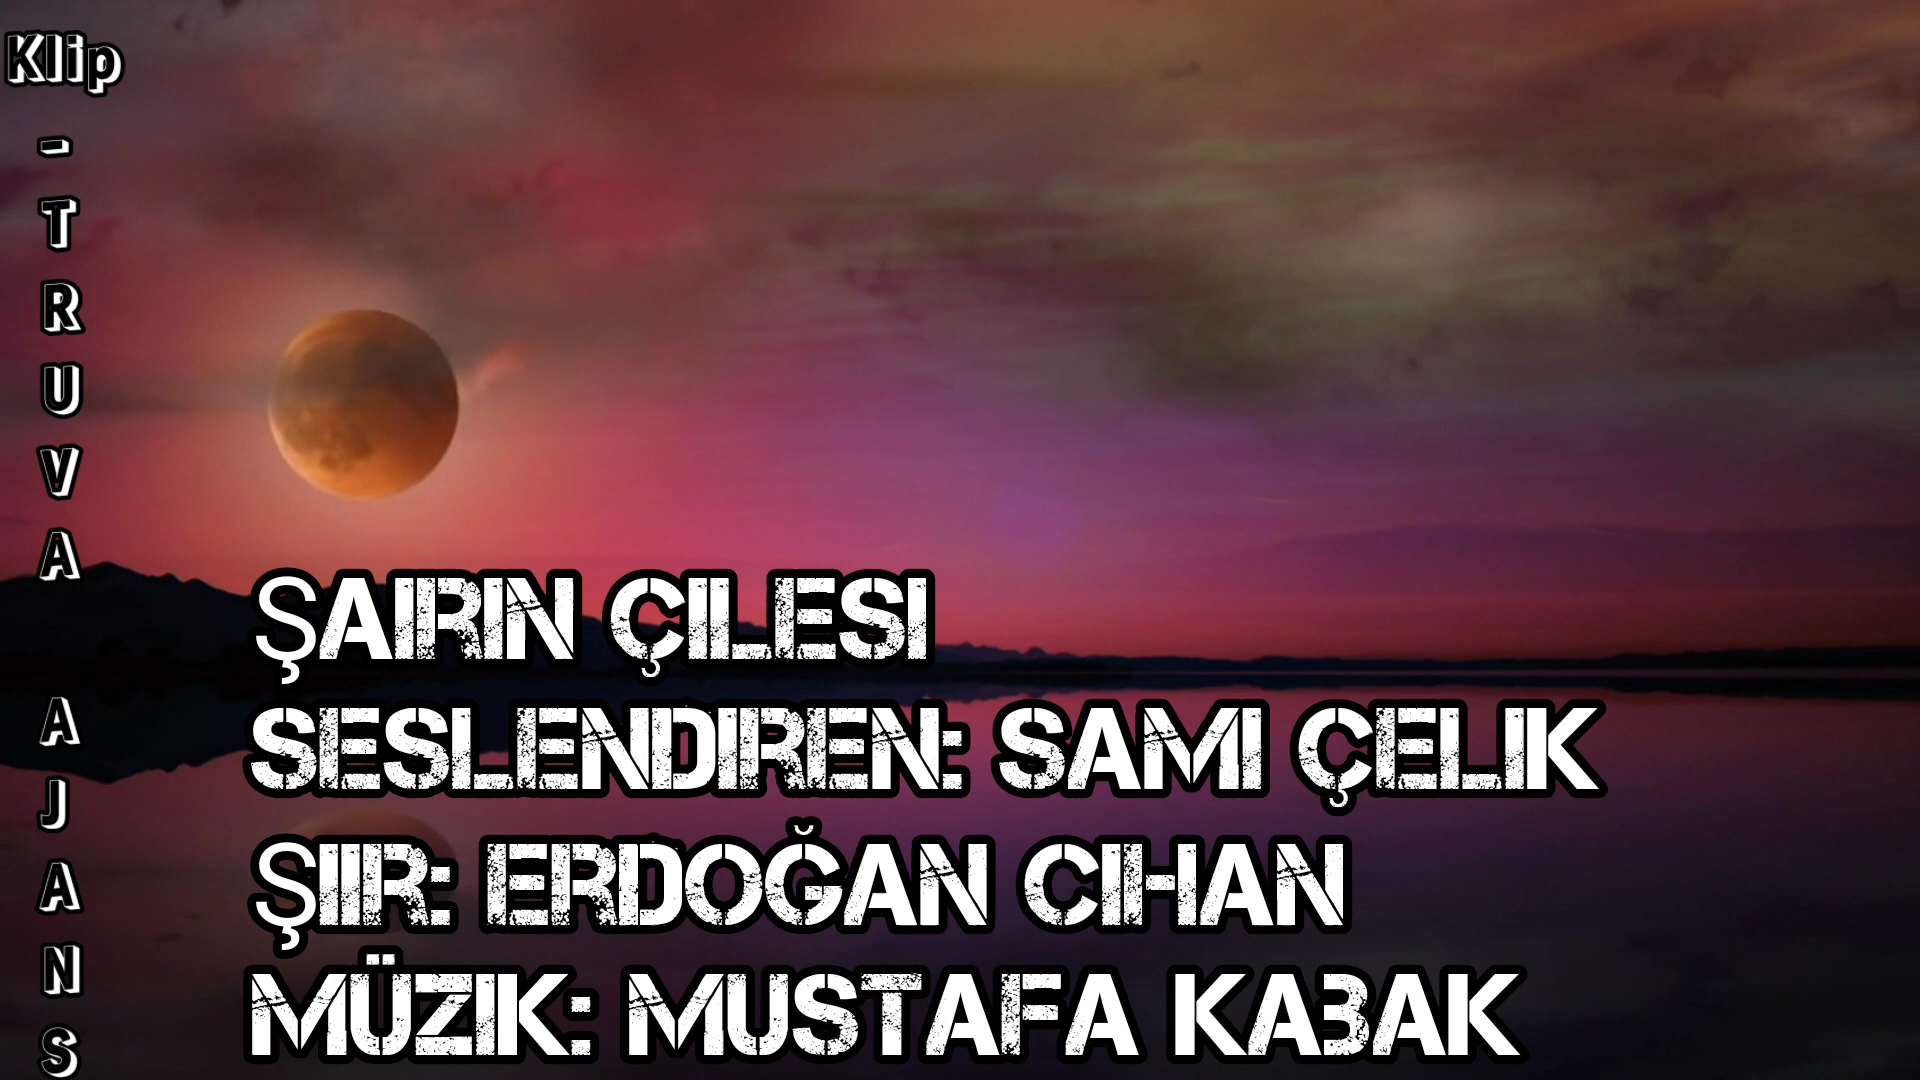 Klip
-
T
R
U
V
A
A
J
A
N
S
ŞAIRIN ÇILESI
SESLENDIREN: SAMI ÇELIK
ŞIIR: ERDOĞAN CIHAN
MÜZIK: MUSTAFA KABAK